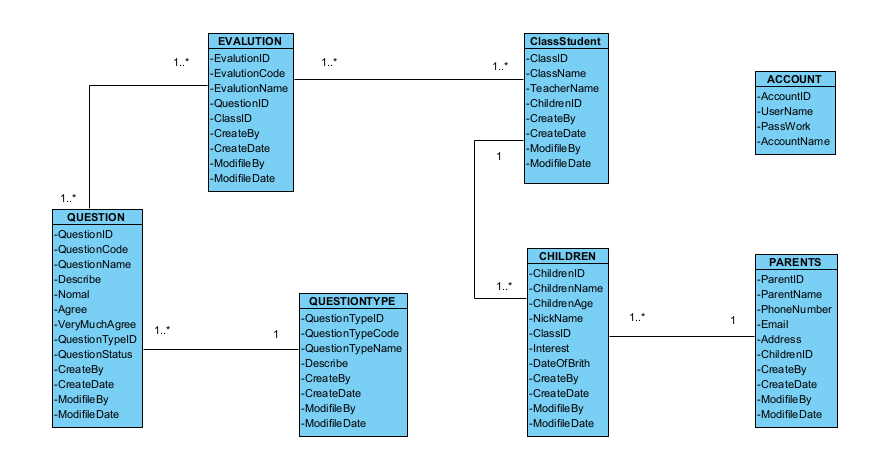 EVALUTION
-EvalutionID
-EvalutionCode
-EvalutionName
-QuestionID
-ClassID
-CreateBy
-CreateDate
-ModifileBy
-ModifileDate
1..*
1..*
1..*
ClassStudent
-ClassID
-ClassName
-TeacherName
-ChildrenID
-CreateBy
-CreateDate
-ModifileBy
-ModifileDate
1
ACCOUNT
-AccountID
-UserName
-PassWork
-AccountName
1..*
QUESTION
-QuestionID
-QuestionCode
-QuestionName
-Describe
-Nomal
-Agree
-VeryMuchAgree
-QuestionTypeID
-QuestionStatus
-CreateBy
-CreateDate
-ModifileBy
-ModifileDate
1..*
1
QUESTIONTYPE
-QuestionTypeID
-QuestionTypeCode
-QuestionTypeName
-Describe
-CreateBy
-CreateDate
-ModifileBy
-ModifileDate
1..*
CHILDREN
-ChildrenID
-ChildrenName
-ChildrenAge
-NickName
-ClassID
-Interest
-DateOfBrith
-CreateBy
-CreateDate
-ModifileBy
-ModifileDate
1..*
1
PARENTS
-ParentID
-ParentName
-PhoneNumber
-Email
-Address
-ChildrenID
-CreateBy
-CreateDate
-ModifileBy
-ModifileDate